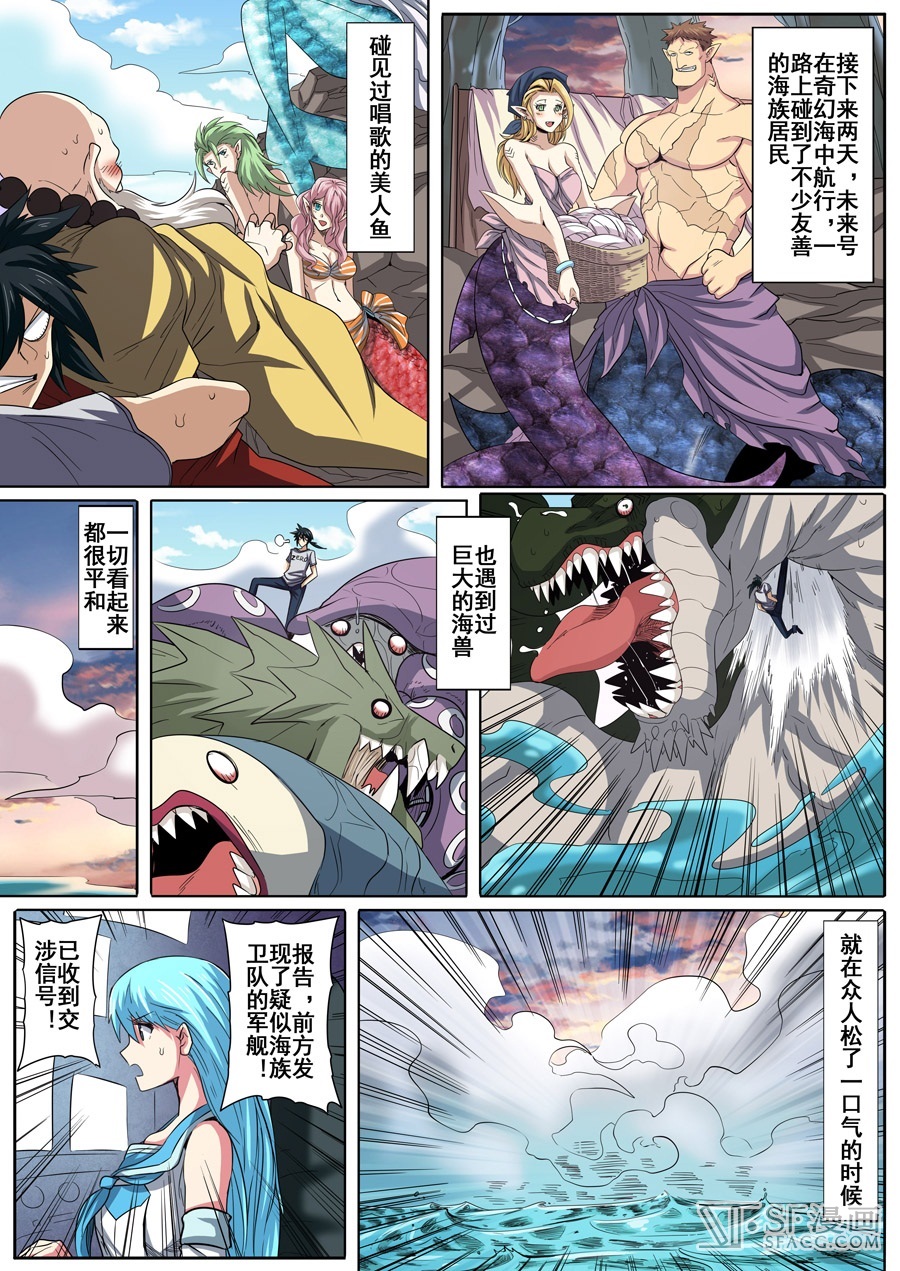 接下来两天，未来号
在奇幻海中航行，一
路上碰到了不少友善
的海族居民
碰见过唱歌的美人鱼
也遇到过
巨大的海兽
ZERO
一切看起来
都很平和
就在众人松了一口气的时候
报告，前方发
现了疑似海族
卫队的军舰！
已收到交
涉信号！
SF漫画
SFACG.COM